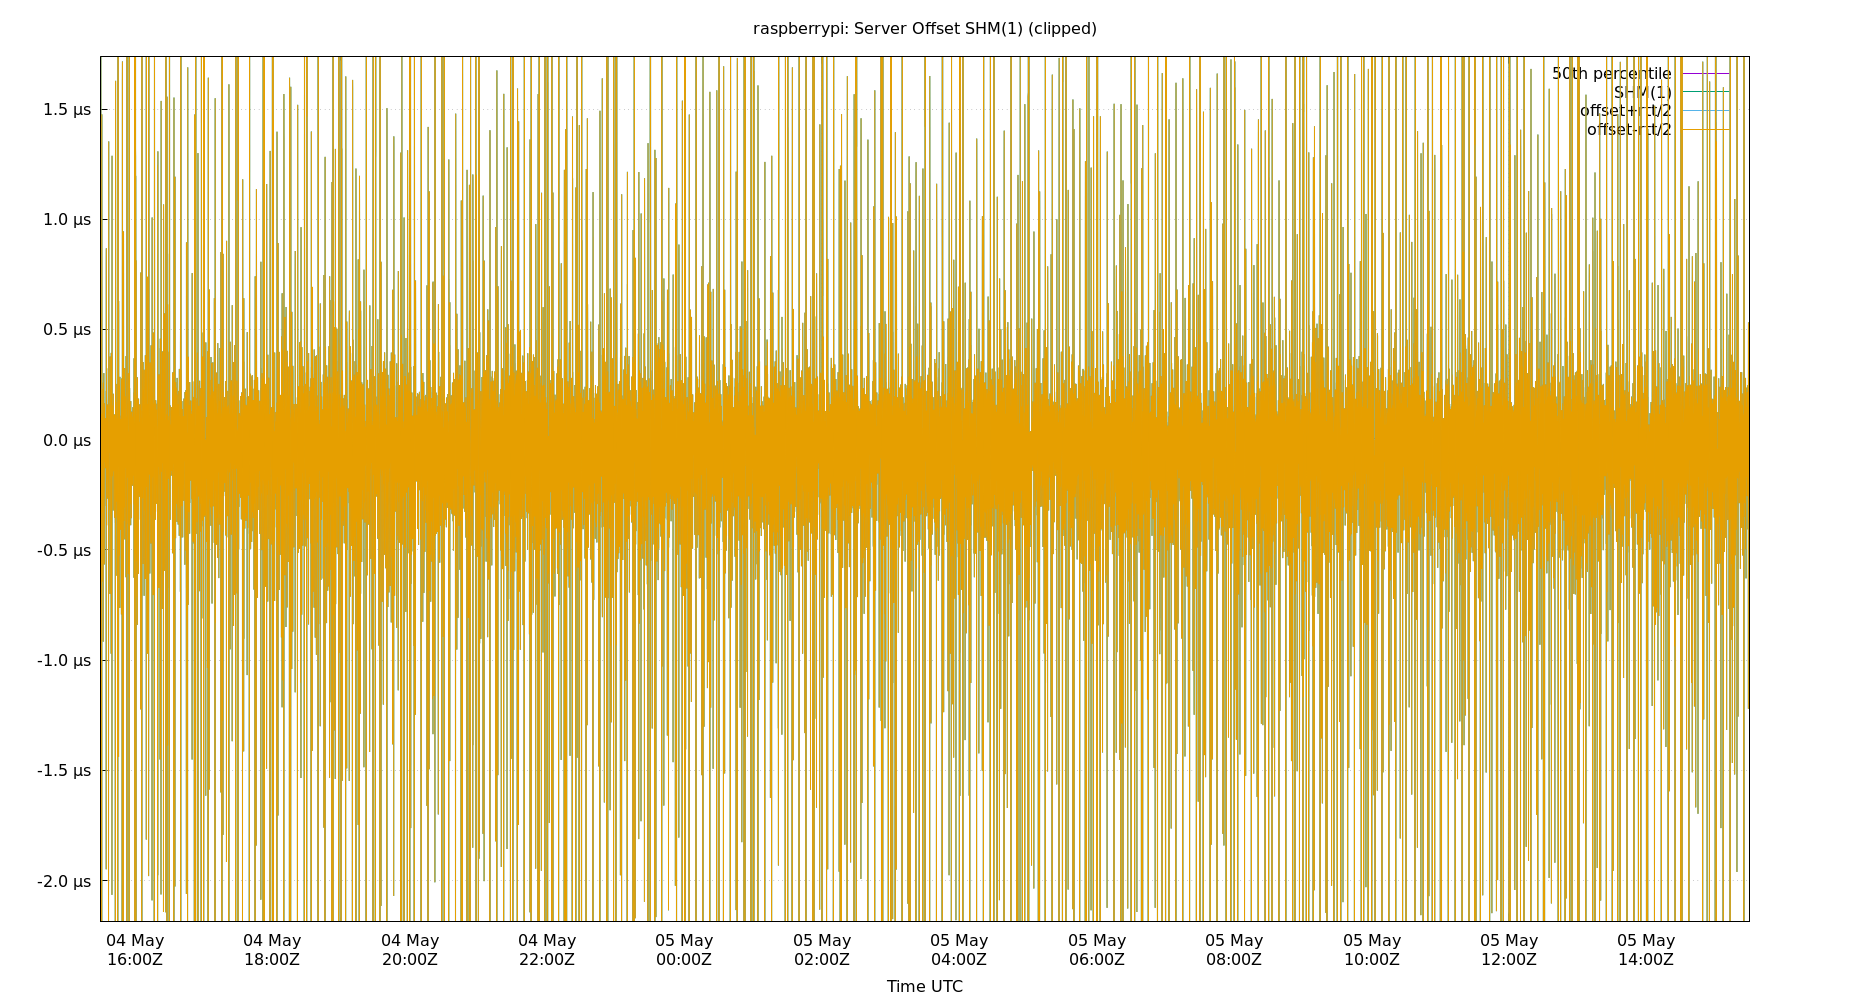 raspberrypi: Server Offset SHM(1) (clipped)
50th percentile
SHM(1)
offset+rtt/2
offset-rtt/2
1.5 µs
1.0 µs
0.5 µs
0.0 µs
-0.5 µs
-1.0 µs
-1.5 µs
-2.0 µs
04 May 04 May 04 May 04 May 05 May 05 May 05 May 05 May 05 May 05 May 05 May 05 May
16:00Z 18:00Z 20:00Z 22:00Z 00:00Z 02:00Z 04:00Z 06:00Z 08:00Z 10:00Z 12:00Z 14:00Z
Time UTC